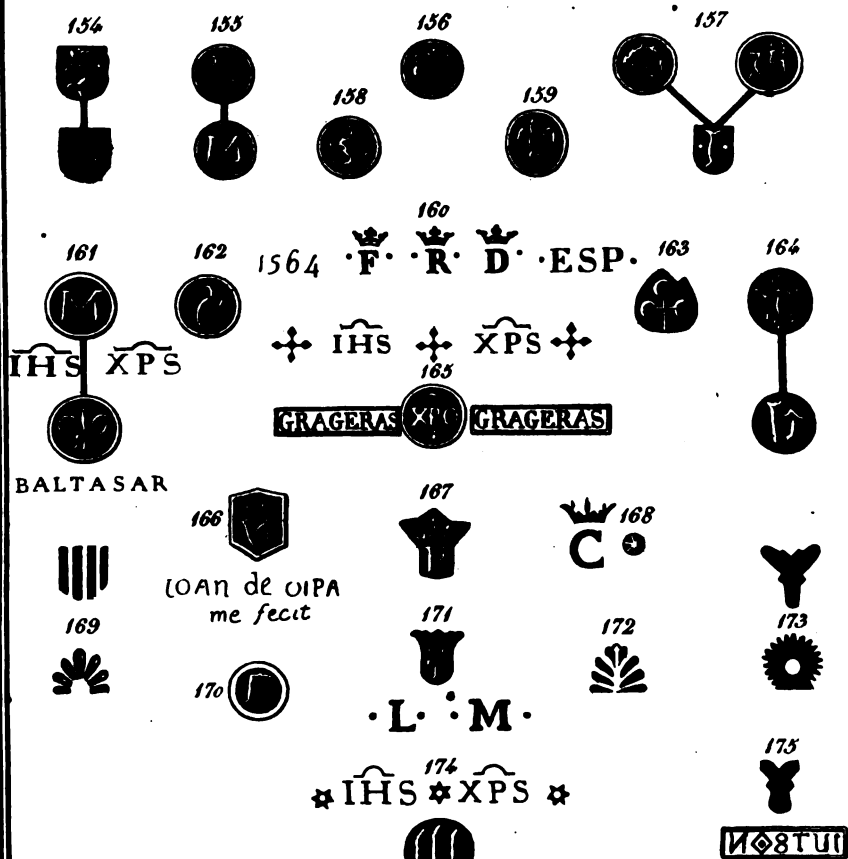 154 155 156 157
158 159
160
1564 ·F· ·R· D· ·ESP·
161 162 163 164
M
IHS XPS
IHS XPS
165
GRAGERAS XPS GRAGERAS
BALTASAR
166 167 168
C
IOAN de OIPA
me fecit
169 171 172 173
170
·L· ·M·
174 175
IHS XPS